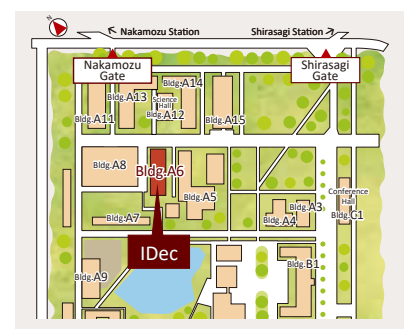 N
Nakamozu Station
Shirasagi Station
Nakamozu
Gate
Shirasagi
Gate
Bldg.A14
Bldg.A13
Science
Hall
Bldg.A12
Bldg.A11
Bldg.A15
Bldg.A8
Bldg.A6
Bldg.A5
Conference
Hall
Bldg.C1
Bldg.A3
Bldg.A4
Bldg.A7
IDec
Bldg.B1
Bldg.A9